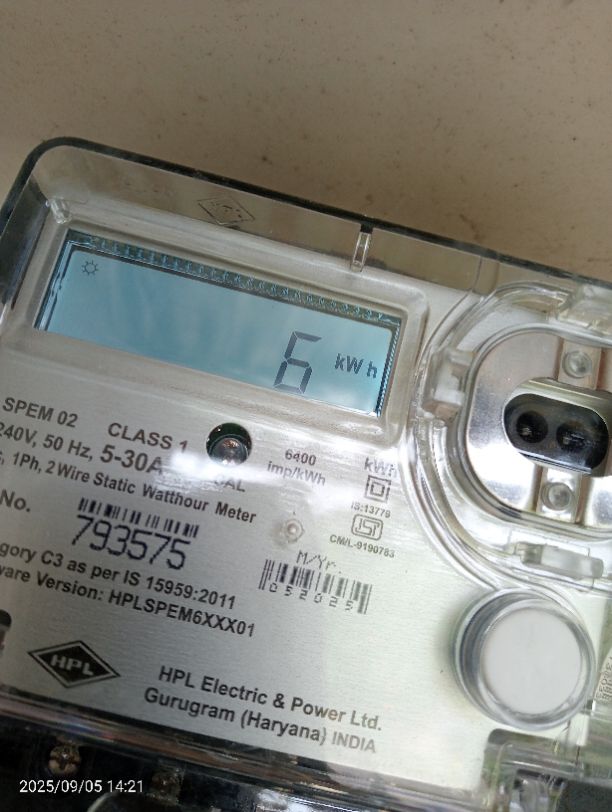 6 kWh
SPEM 02 CLASS 1
240V, 50 Hz, 5-30A
CAL
6400
imp/kWh
kWh
1Ph, 2 Wire Static Watthour Meter
IS:13779
No.
793575
CM/L-9190783
M/Yr.
052025
gory C3 as per IS 15959:2011
ware Version: HPLSPEM6XXX01
HPL
HPL Electric & Power Ltd.
Gurugram (Haryana) INDIA
2025/09/05 14:21